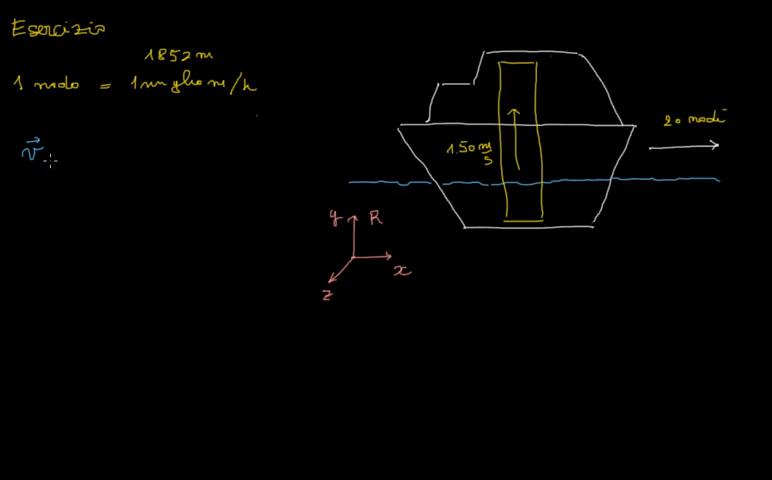 Esercizio
1852 m
1 nodo = 1 miglio m/h
v
20 nodi
1.50 m/s
y R
x
z